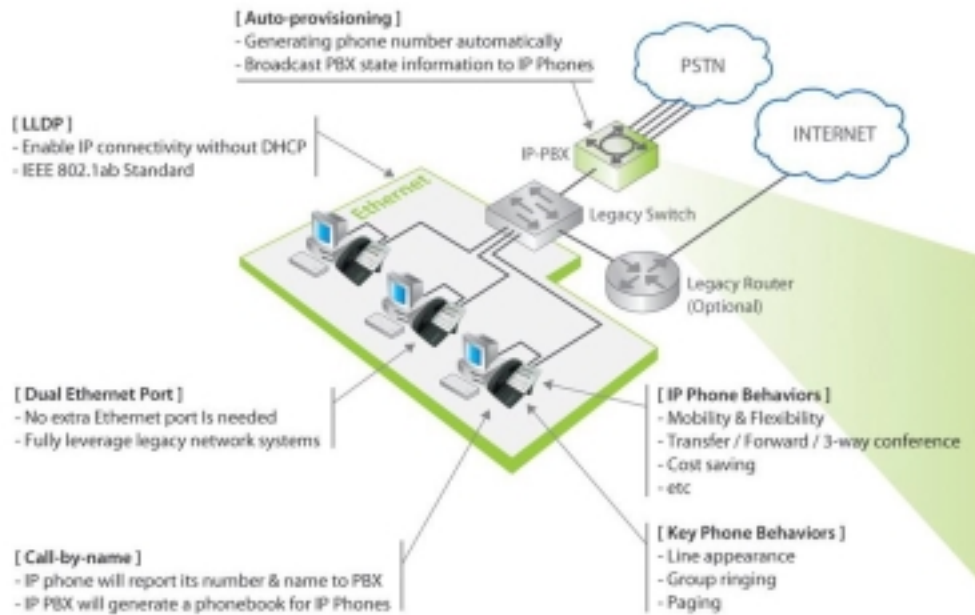 [ Auto-provisioning ]
- Generating phone number automatically
- Broadcast PBX state information to IP Phones
PSTN
INTERNET
[ LLDP ]
- Enable IP connectivity without DHCP
- IEEE 802.1ab Standard
IP-PBX
Ethernet
Legacy Switch
Legacy Router
(Optional)
[ Dual Ethernet Port ]
- No extra Ethernet port Is needed
- Fully leverage legacy network systems
[ IP Phone Behaviors ]
- Mobility & Flexibility
- Transfer / Forward / 3-way conference
- Cost saving
- etc
[ Call-by-name ]
- IP phone will report its number & name to PBX
- IP PBX will generate a phonebook for IP Phones
[ Key Phone Behaviors ]
- Line appearance
- Group ringing
- Paging